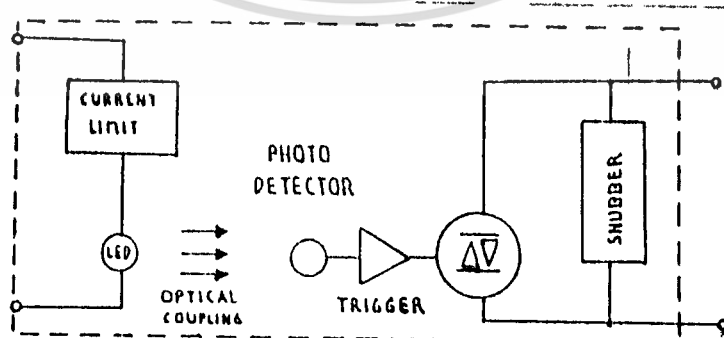 CURRENT
LIMIT
LED
OPTICAL
COUPLING
PHOTO
DETECTOR
TRIGGER
SNUBBER